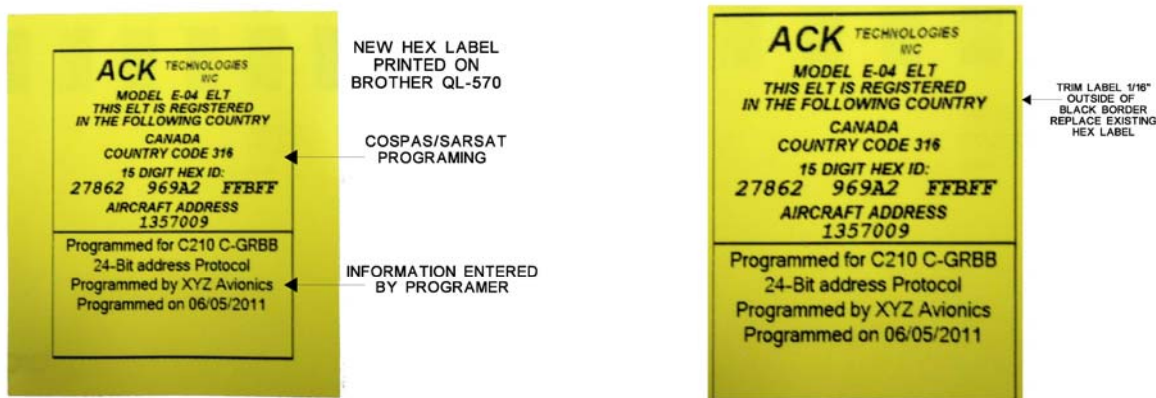 ACK TECHNOLOGIES
INC
MODEL E-04 ELT
THIS ELT IS REGISTERED
IN THE FOLLOWING COUNTRY
CANADA
COUNTRY CODE 316
15 DIGIT HEX ID:
27862 969A2 FFBFF
AIRCRAFT ADDRESS
1357009
Programmed for C210 C-GRBB
24-Bit address Protocol
Programmed by XYZ Avionics
Programmed on 06/05/2011
NEW HEX LABEL
PRINTED ON
BROTHER QL-570
COSPAS/SARSAT
PROGRAMING
INFORMATION ENTERED
BY PROGRAMER
ACK TECHNOLOGIES
INC
MODEL E-04 ELT
THIS ELT IS REGISTERED
IN THE FOLLOWING COUNTRY
CANADA
COUNTRY CODE 316
15 DIGIT HEX ID:
27862 969A2 FFBFF
AIRCRAFT ADDRESS
1357009
Programmed for C210 C-GRBB
24-Bit address Protocol
Programmed by XYZ Avionics
Programmed on 06/05/2011
TRIM LABEL 1/16"
OUTSIDE OF
BLACK BORDER
REPLACE EXISTING
HEX LABEL